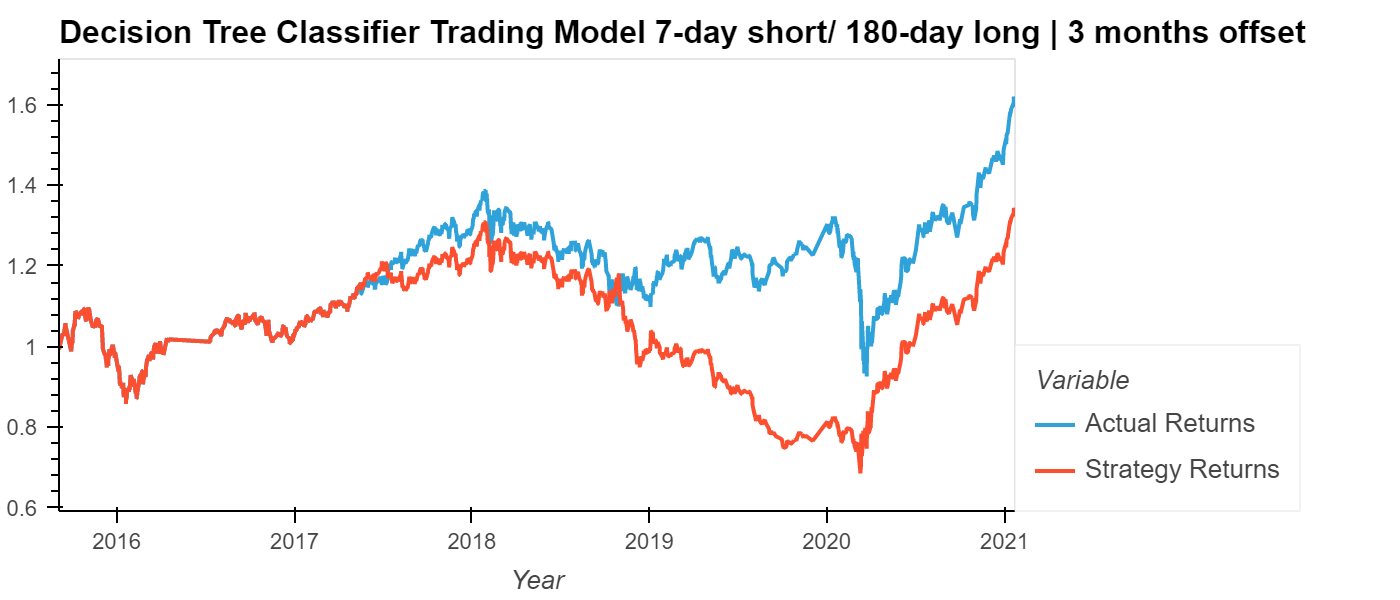 Decision Tree Classifier Trading Model 7-day short/ 180-day long | 3 months offset
1.6
1.4
1.2
1
0.8
0.6
2016 2017 2018 2019 2020 2021
Year
Variable
Actual Returns
Strategy Returns